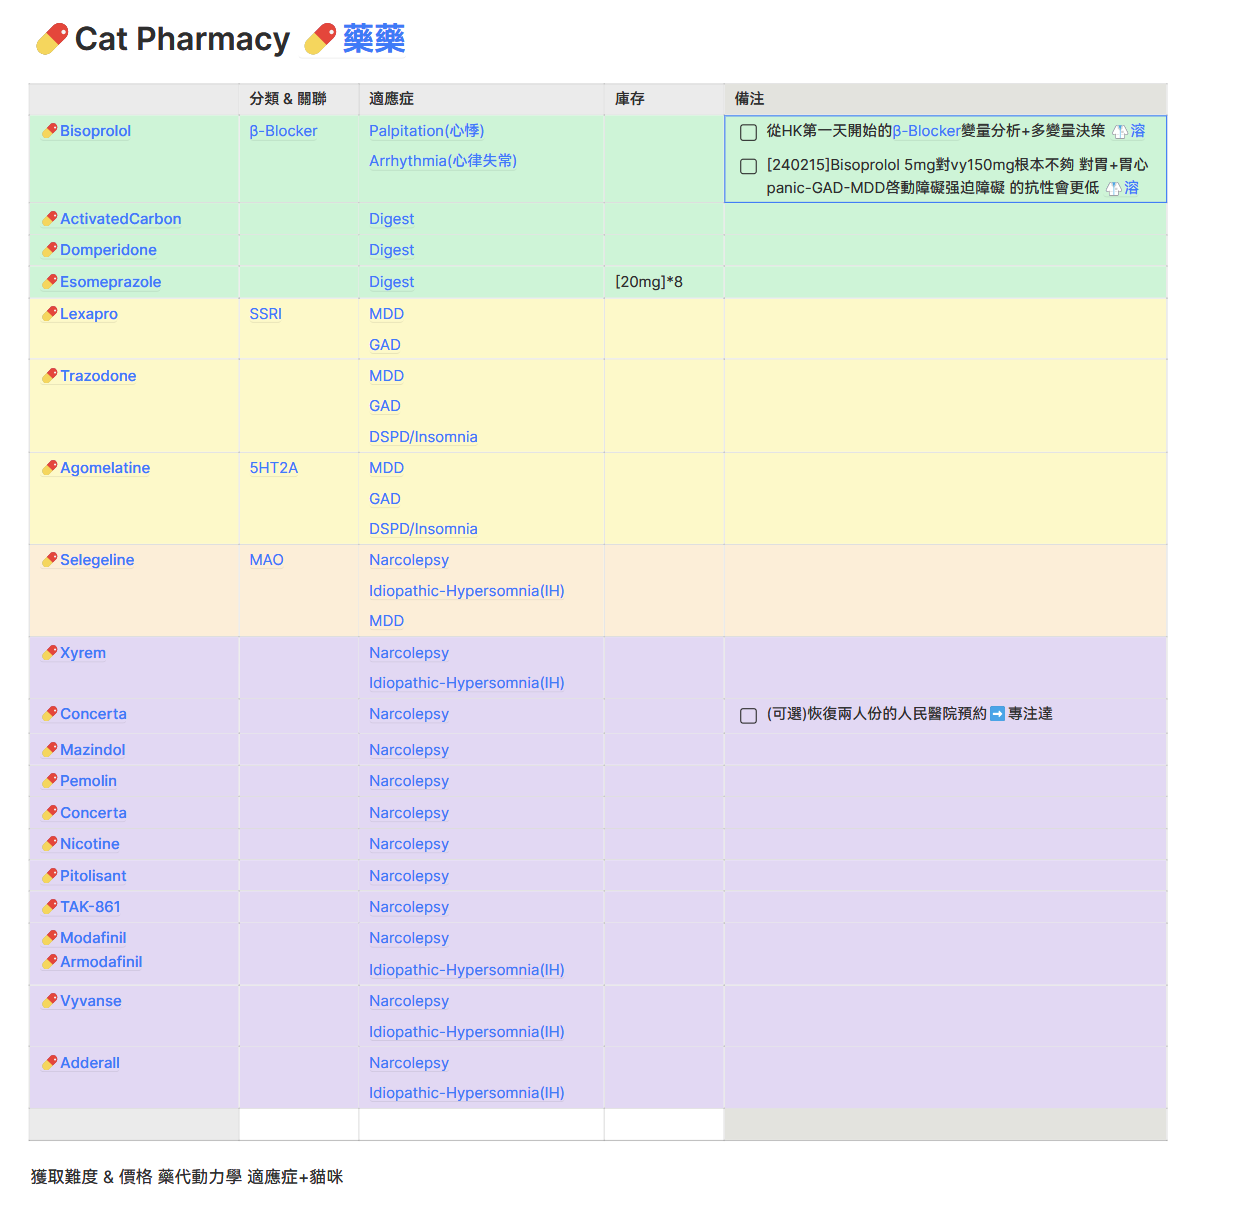 Cat Pharmacy 藥藥
分類 & 關聯 適應症 庫存 備注
Bisoprolol β-Blocker Palpitation(心悸) 從HK第一天開始的β-Blocker變量分析+多變量決策 溶
Arrhythmia(心律失常) [240215]Bisoprolol 5mg對vy150mg根本不夠 對胃+胃心
panic-GAD-MDD啓動障礙强迫障礙 的抗性會更低 溶
ActivatedCarbon Digest
Domperidone Digest
Esomeprazole Digest [20mg]*8
Lexapro SSRI MDD
GAD
Trazodone MDD
GAD
DSPD/Insomnia
Agomelatine 5HT2A MDD
GAD
DSPD/Insomnia
Selegeline MAO Narcolepsy
Idiopathic-Hypersomnia(IH)
MDD
Xyrem Narcolepsy
Idiopathic-Hypersomnia(IH)
Concerta Narcolepsy (可選)恢復兩人份的人民醫院預約➡專注達
Mazindol Narcolepsy
Pemolin Narcolepsy
Concerta Narcolepsy
Nicotine Narcolepsy
Pitolisant Narcolepsy
TAK-861 Narcolepsy
Modafinil Narcolepsy
Armodafinil Idiopathic-Hypersomnia(IH)
Vyvanse Narcolepsy
Idiopathic-Hypersomnia(IH)
Adderall Narcolepsy
Idiopathic-Hypersomnia(IH)
獲取難度 & 價格 藥代動力學 適應症+貓咪